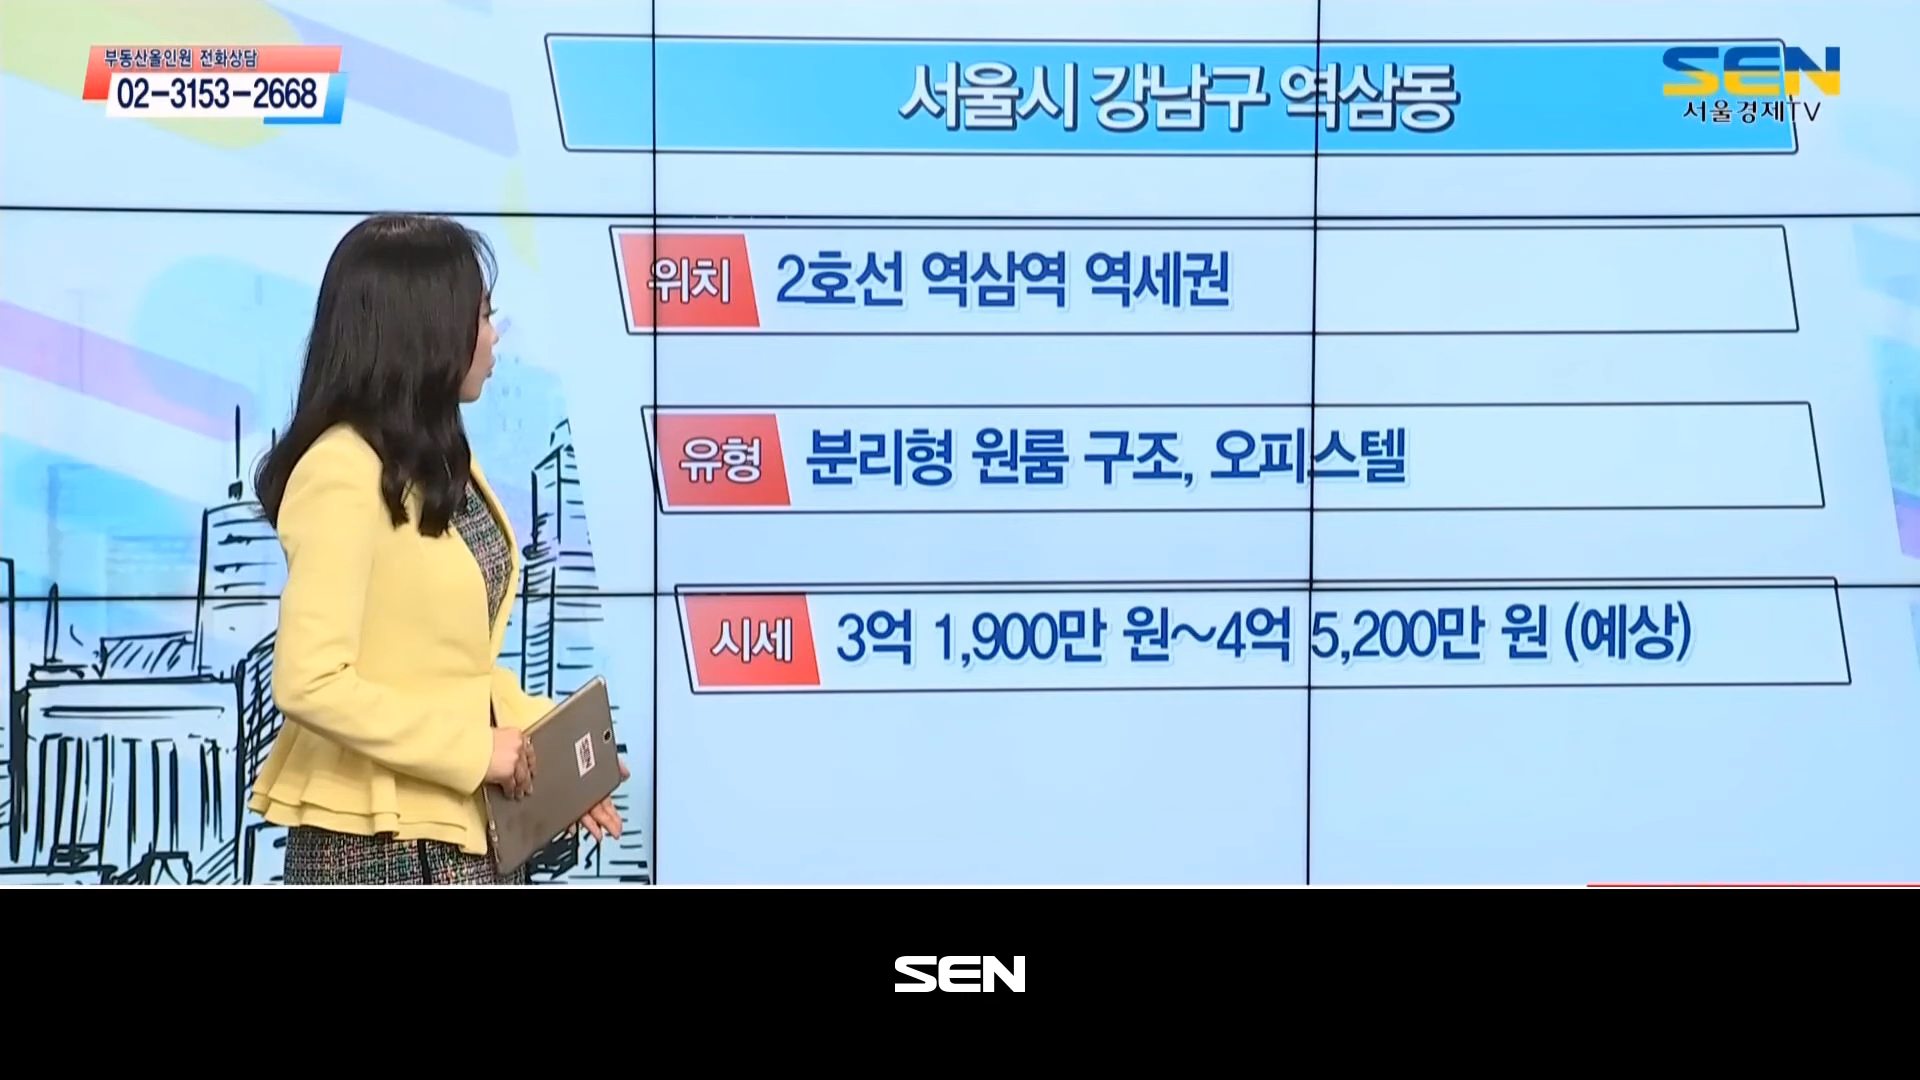 부동산올인원 전화상담
02-3153-2668
서울시 강남구 역삼동
SEN
서울경제TV
위치 2호선 역삼역 역세권
유형 분리형 원룸 구조, 오피스텔
시세 3억 1,900만 원~4억 5,200만 원 (예상)
SEN
SEN